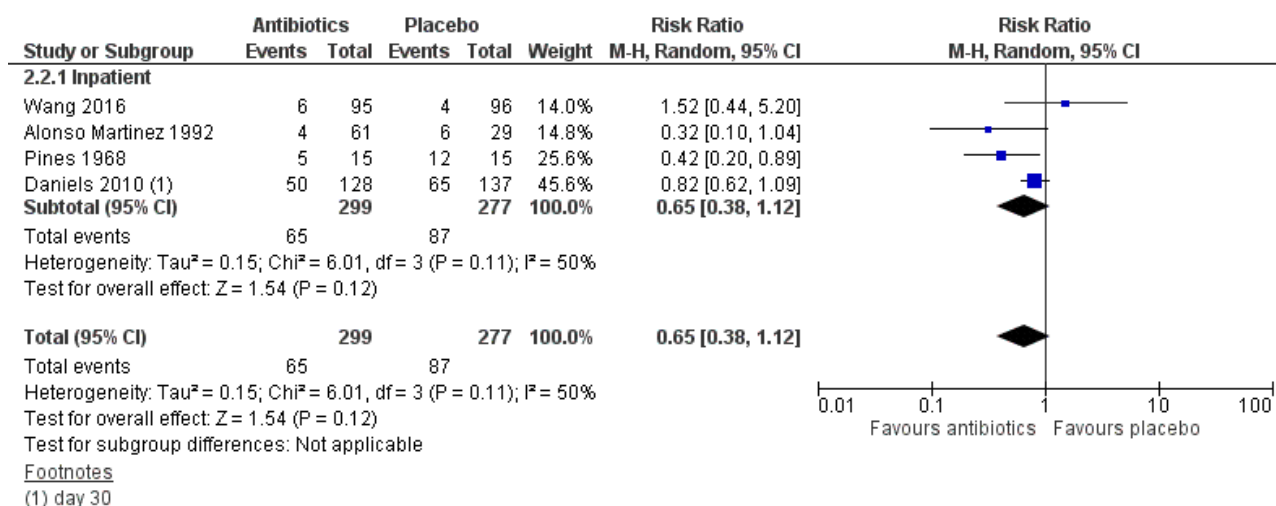 Antibiotics Placebo Risk Ratio Risk Ratio
Study or Subgroup Events Total Events Total Weight M-H, Random, 95% CI M-H, Random, 95% CI
2.2.1 Inpatient
Wang 2016 6 95 4 96 14.0% 1.52 [0.44, 5.20]
Alonso Martinez 1992 4 61 6 29 14.8% 0.32 [0.10, 1.04]
Pines 1968 5 15 12 15 25.6% 0.42 [0.20, 0.89]
Daniels 2010 (1) 50 128 65 137 45.6% 0.82 [0.62, 1.09]
Subtotal (95% CI) 299 277 100.0% 0.65 [0.38, 1.12]
Total events 65 87
Heterogeneity: Tau² = 0.15; Chi² = 6.01, df = 3 (P = 0.11); I² = 50%
Test for overall effect: Z = 1.54 (P = 0.12)
Total (95% CI) 299 277 100.0% 0.65 [0.38, 1.12]
Total events 65 87
Heterogeneity: Tau² = 0.15; Chi² = 6.01, df = 3 (P = 0.11); I² = 50%
Test for overall effect: Z = 1.54 (P = 0.12)
Test for subgroup differences: Not applicable
0.01 0.1 1 10 100
Favours antibiotics Favours placebo
Footnotes
(1) day 30